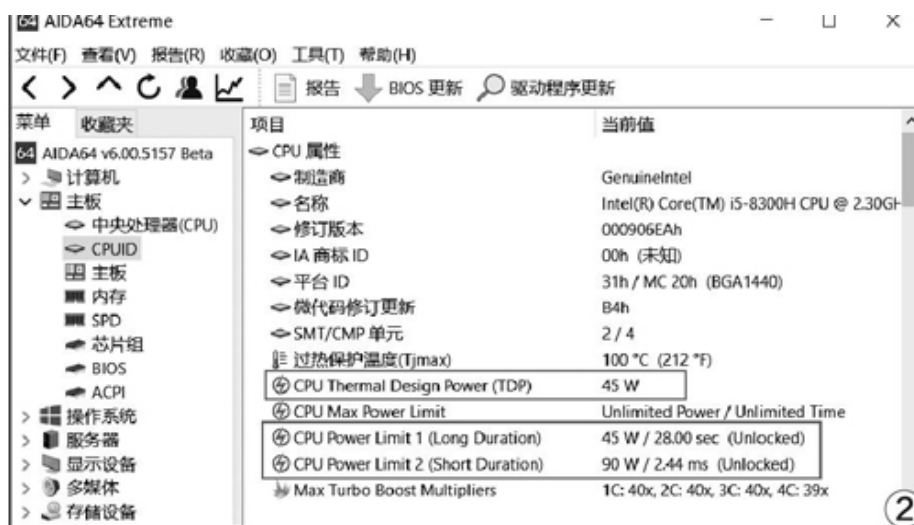 64 AIDA64 Extreme
文件(F) 查看(V) 报告(R) 收藏(O) 工具(T) 帮助(H)
报告 BIOS 更新 驱动程序更新
菜单 收藏夹 项目 当前值
64 AIDA64 v6.00.5157 Beta CPU 属性
计算机 制造商 GenuineIntel
主板 名称 Intel(R) Core(TM) i5-8300H CPU @ 2.30GH
中央处理器(CPU) 修订版本 000906EAh
CPUID IA 商标 ID 00h (未知)
主板 平台 ID 31h / MC 20h (BGA1440)
内存 微代码修订更新 B4h
SPD SMT/CMP 单元 2 / 4
芯片组 过热保护温度(Tjmax) 100 °C (212 °F)
BIOS CPU Thermal Design Power (TDP) 45 W
ACPI CPU Max Power Limit Unlimited Power / Unlimited Time
操作系统 CPU Power Limit 1 (Long Duration) 45 W / 28.00 sec (Unlocked)
服务器 CPU Power Limit 2 (Short Duration) 90 W / 2.44 ms (Unlocked)
显示设备 Max Turbo Boost Multipliers 1C: 40x, 2C: 40x, 3C: 40x, 4C: 39x
多媒体
存储设备
②